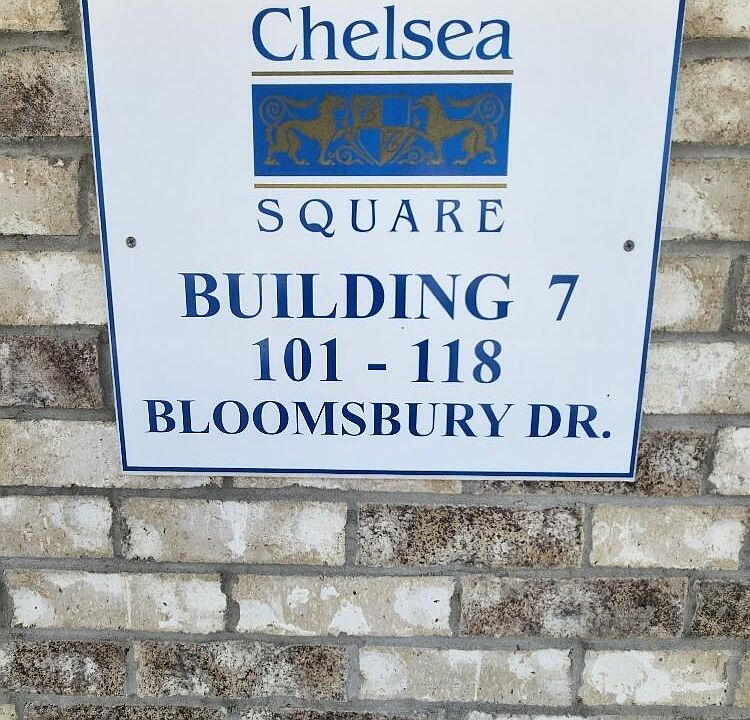 Chelsea
SQUARE
BUILDING 7
101 - 118
BLOOMSBURY DR.